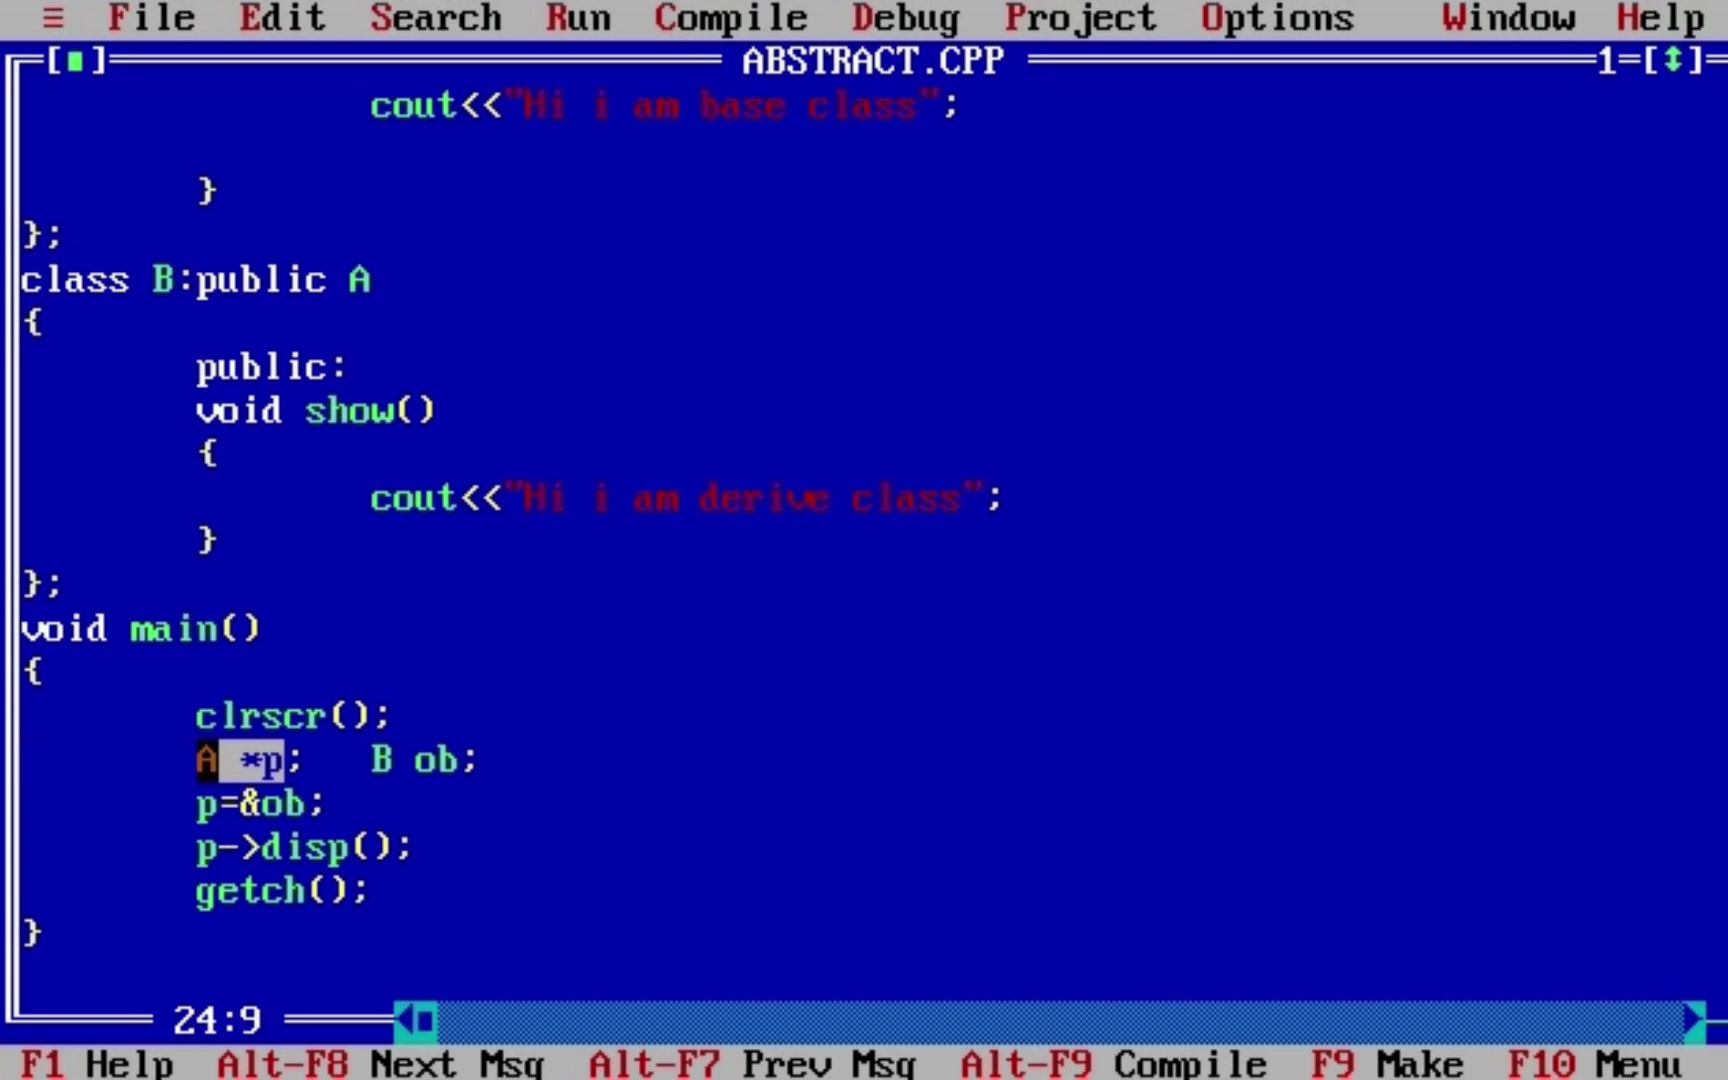 ≡ File Edit Search Run Compile Debug Project Options Window Help
[■] ABSTRACT.CPP 1=[↕]
cout<<"Hi i am base class";
}
};
class B:public A
{
public:
void show()
{
cout<<"Hi i am derive class";
}
};
void main()
{
clrscr();
A *p; B ob;
p=&ob;
p->disp();
getch();
}
24:9
F1 Help Alt-F8 Next Msg Alt-F7 Prev Msg Alt-F9 Compile F9 Make F10 Menu